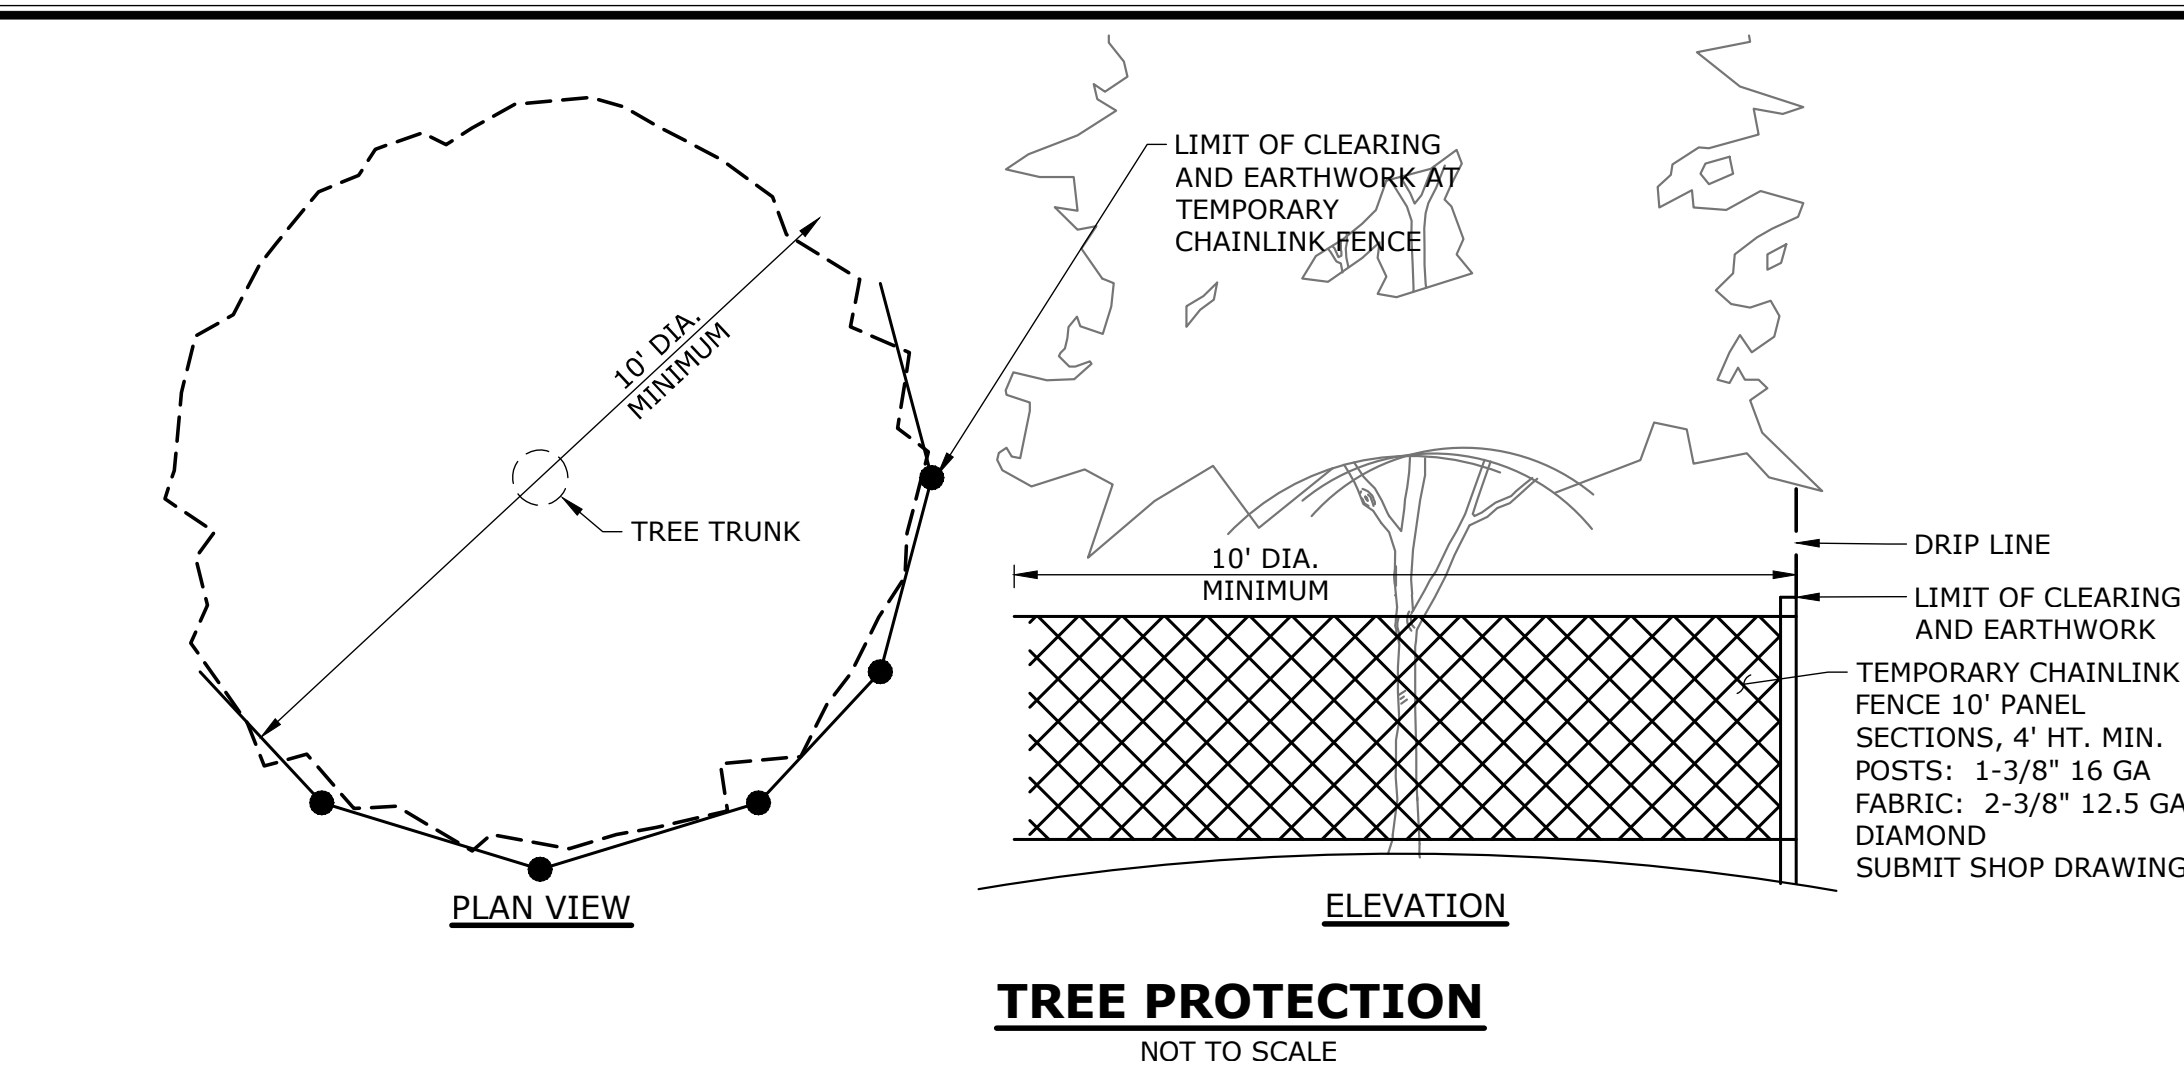 10' DIA.
MINIMUM
TREE TRUNK
PLAN VIEW
LIMIT OF CLEARING
AND EARTHWORK AT
TEMPORARY
CHAINLINK FENCE
10' DIA.
MINIMUM
DRIP LINE
LIMIT OF CLEARING
AND EARTHWORK
TEMPORARY CHAINLINK
FENCE 10' PANEL
SECTIONS, 4' HT. MIN.
POSTS: 1-3/8" 16 GA
FABRIC: 2-3/8" 12.5 GA
DIAMOND
SUBMIT SHOP DRAWING
ELEVATION
TREE PROTECTION
NOT TO SCALE